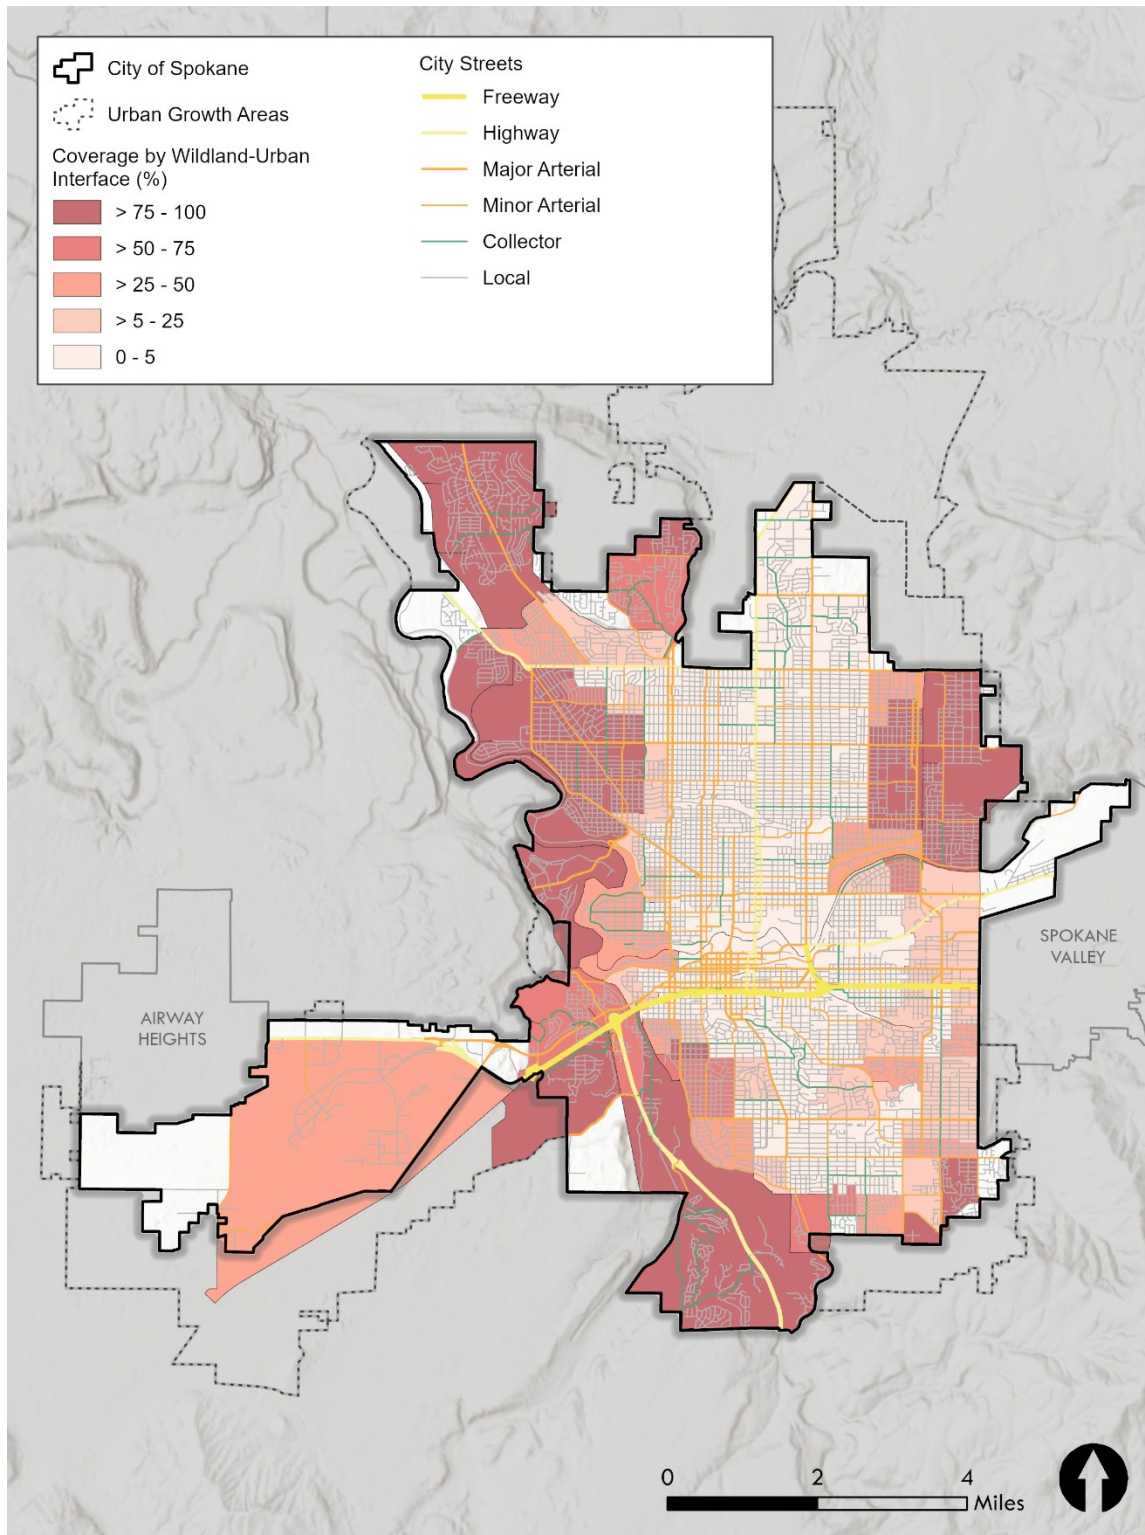 City of Spokane
Urban Growth Areas
Coverage by Wildland-Urban
Interface (%)
> 75 - 100
> 50 - 75
> 25 - 50
> 5 - 25
0 - 5
City Streets
Freeway
Highway
Major Arterial
Minor Arterial
Collector
Local
SPOKANE
VALLEY
AIRWAY
HEIGHTS
0 2 4
Miles